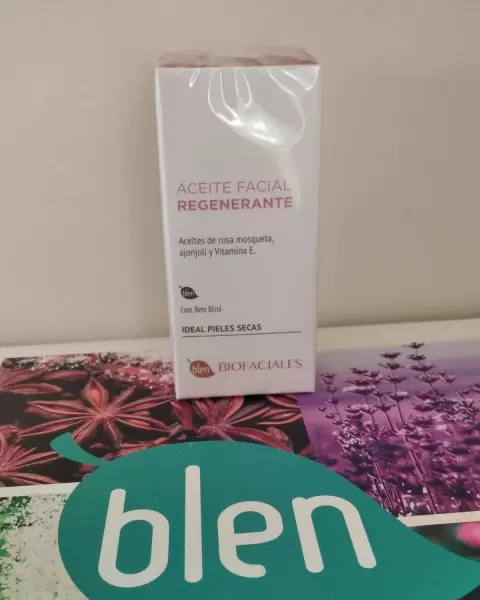 ACEITE FACIAL
REGENERANTE
Aceites de rosa mosqueta,
ajonjolí y Vitamina E.
blen
Cont. Neto 30 ml
IDEAL PIELES SECAS
blen BIOFACIALES
blen